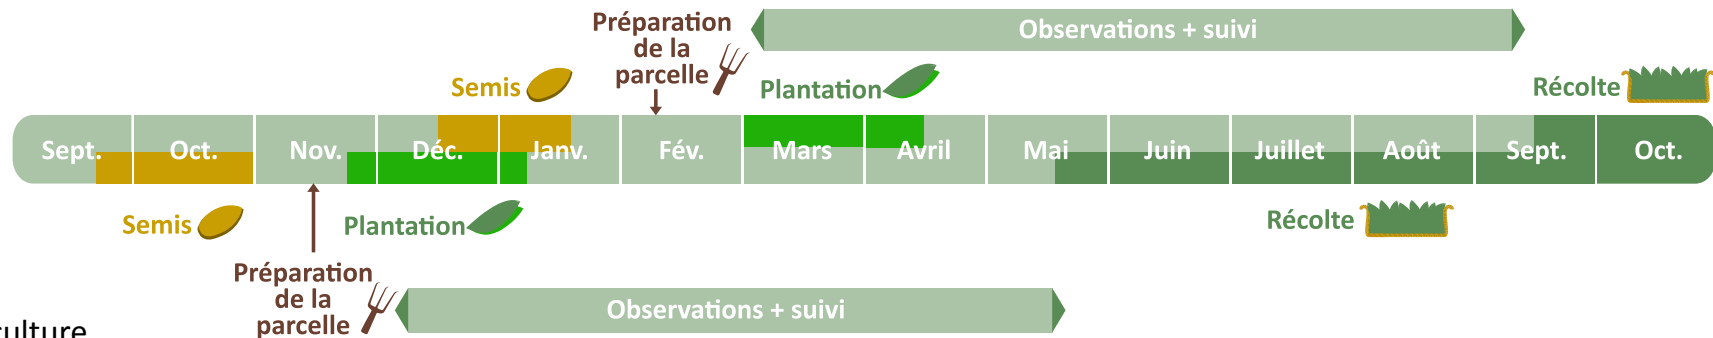 Préparation
de la
parcelle
Observations + suivi
Semis
Plantation
Récolte
Sept. Oct. Nov. Déc. Janv. Fév. Mars Avril Mai Juin Juillet Août Sept. Oct.
Semis
Plantation
Récolte
Préparation
de la
parcelle
Observations + suivi
culture